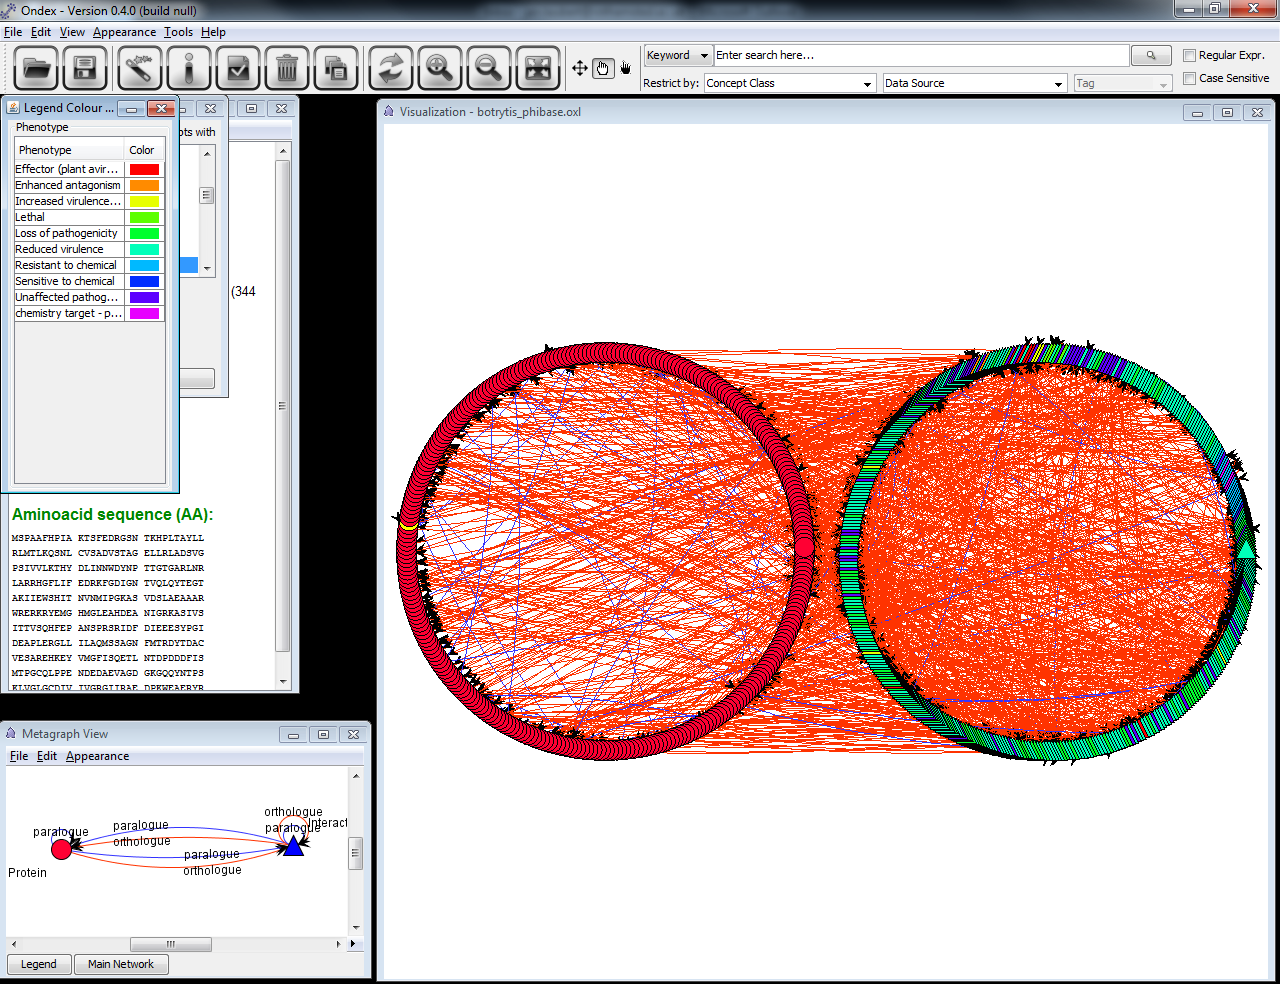 Ondex - Version 0.4.0 (build null)
File Edit View Appearance Tools Help
Keyword
Enter search here...
Regular Expr.
Restrict by:
Concept Class
Data Source
Tag
Case Sensitive
Legend Colour ...
Phenotype
Phenotype Color
Effector (plant avir...
Enhanced antagonism
Increased virulence...
Lethal
Loss of pathogenicity
Reduced virulence
Resistant to chemical
Sensitive to chemical
Unaffected pathog...
chemistry target - p...
pts with
(344
Aminoacid sequence (AA):
MSPAAFHPIA KTSFEDRGSN TKHPLTAYLL
RLMTLKQSNL CVSADVSTAG ELLRLADSVG
PSIVVLKTHY DLINNWDYNP TTGTGARLNR
LARRHGFLIF EDRKFGDIGN TVQLQYTEGT
AKIIEWSHIT NVNMIPGKAS VDSLAEAAAR
WRERKRYEMG HMGLEAHDEA NIGRKASIVS
ITTVSQHFEP ANSPRSRIDF DIEEESYPGI
DEAPLERGLL ILAQMSSAGN FMTRDYTDAC
VESAREHKEY VMGFISQETL NTDPDDDFIS
MTPGCQLPPE NDEDAEVAGD GKGQQYNTPS
KLVGLGCDIV IVGRGIIRAE DPKWEAERYR
Visualization - botrytis_phibase.oxl
Metagraph View
File Edit Appearance
orthologue
paralogue
paralogue
paralogue
Interact
orthologue
paralogue
orthologue
Protein
Legend
Main Network